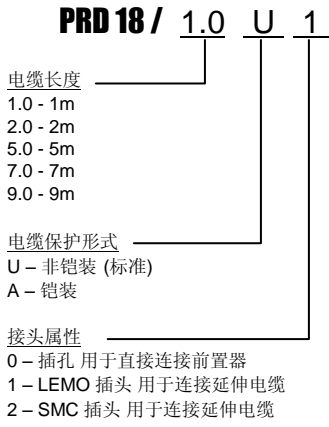 PRD 18 / 1.0 U 1
电缆长度
1.0 - 1m
2.0 - 2m
5.0 - 5m
7.0 - 7m
9.0 - 9m
电缆保护形式
U – 非铠装 (标准)
A – 铠装
接头属性
0 – 插孔 用于直接连接前置器
1 – LEMO 插头 用于连接延伸电缆
2 – SMC 插头 用于连接延伸电缆